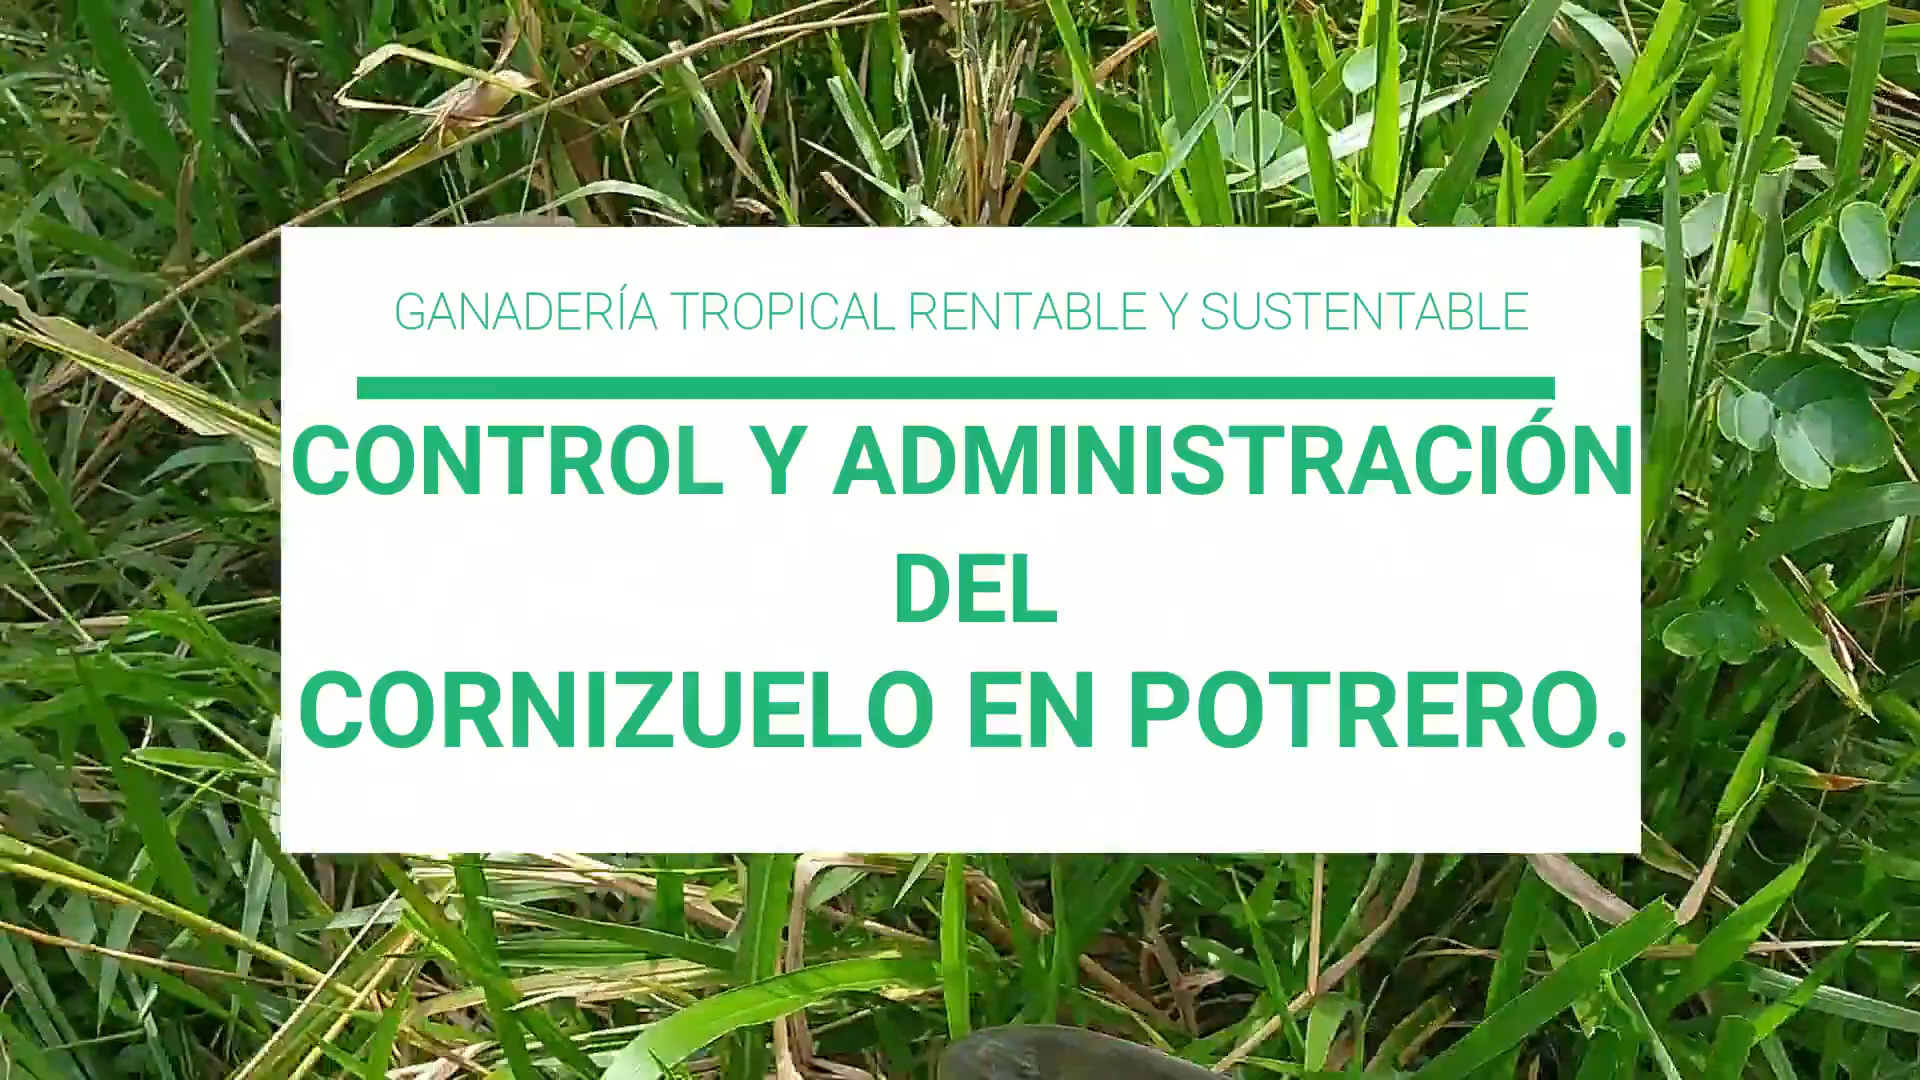 GANADERÍA TROPICAL RENTABLE Y SUSTENTABLE
CONTROL Y ADMINISTRACIÓN
DEL
CORNIZUELO EN POTRERO.